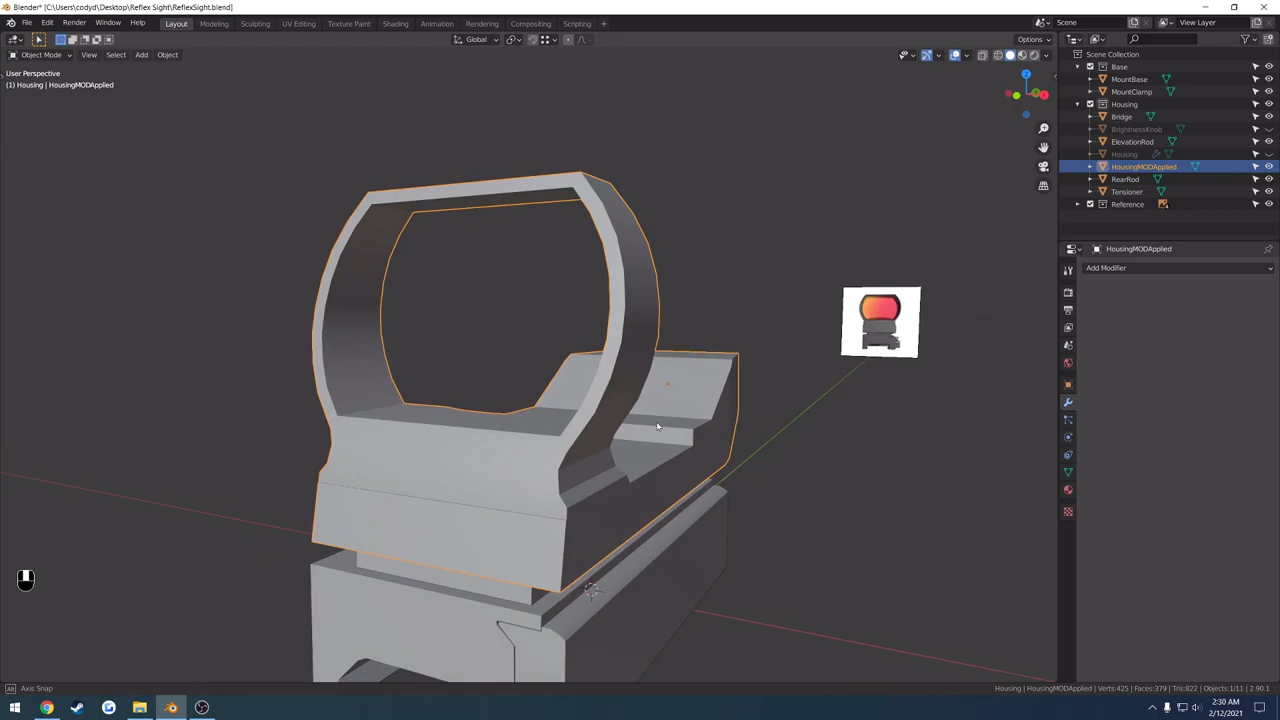 Blender* [C:\Users\codyd\Desktop\Reflex Sight\ReflexSight.blend]
File Edit Render Window Help Layout Modeling Sculpting UV Editing Texture Paint Shading Animation Rendering Compositing Scripting + Scene View Layer
Global Options
Object Mode View Select Add Object
User Perspective
(1) Housing | HousingMODApplied
Scene Collection
Base
MountBase
MountClamp
Housing
Bridge
BrightnessKnob
ElevationRod
Housing
HousingMODApplied
RearRod
Tensioner
Reference
HousingMODApplied
Add Modifier
Z
Axis Snap
Housing | HousingMODApplied | Verts:425 | Faces:379 | Tris:822 | Objects:1/11 | 2.90.1
2:30 AM
2/12/2021